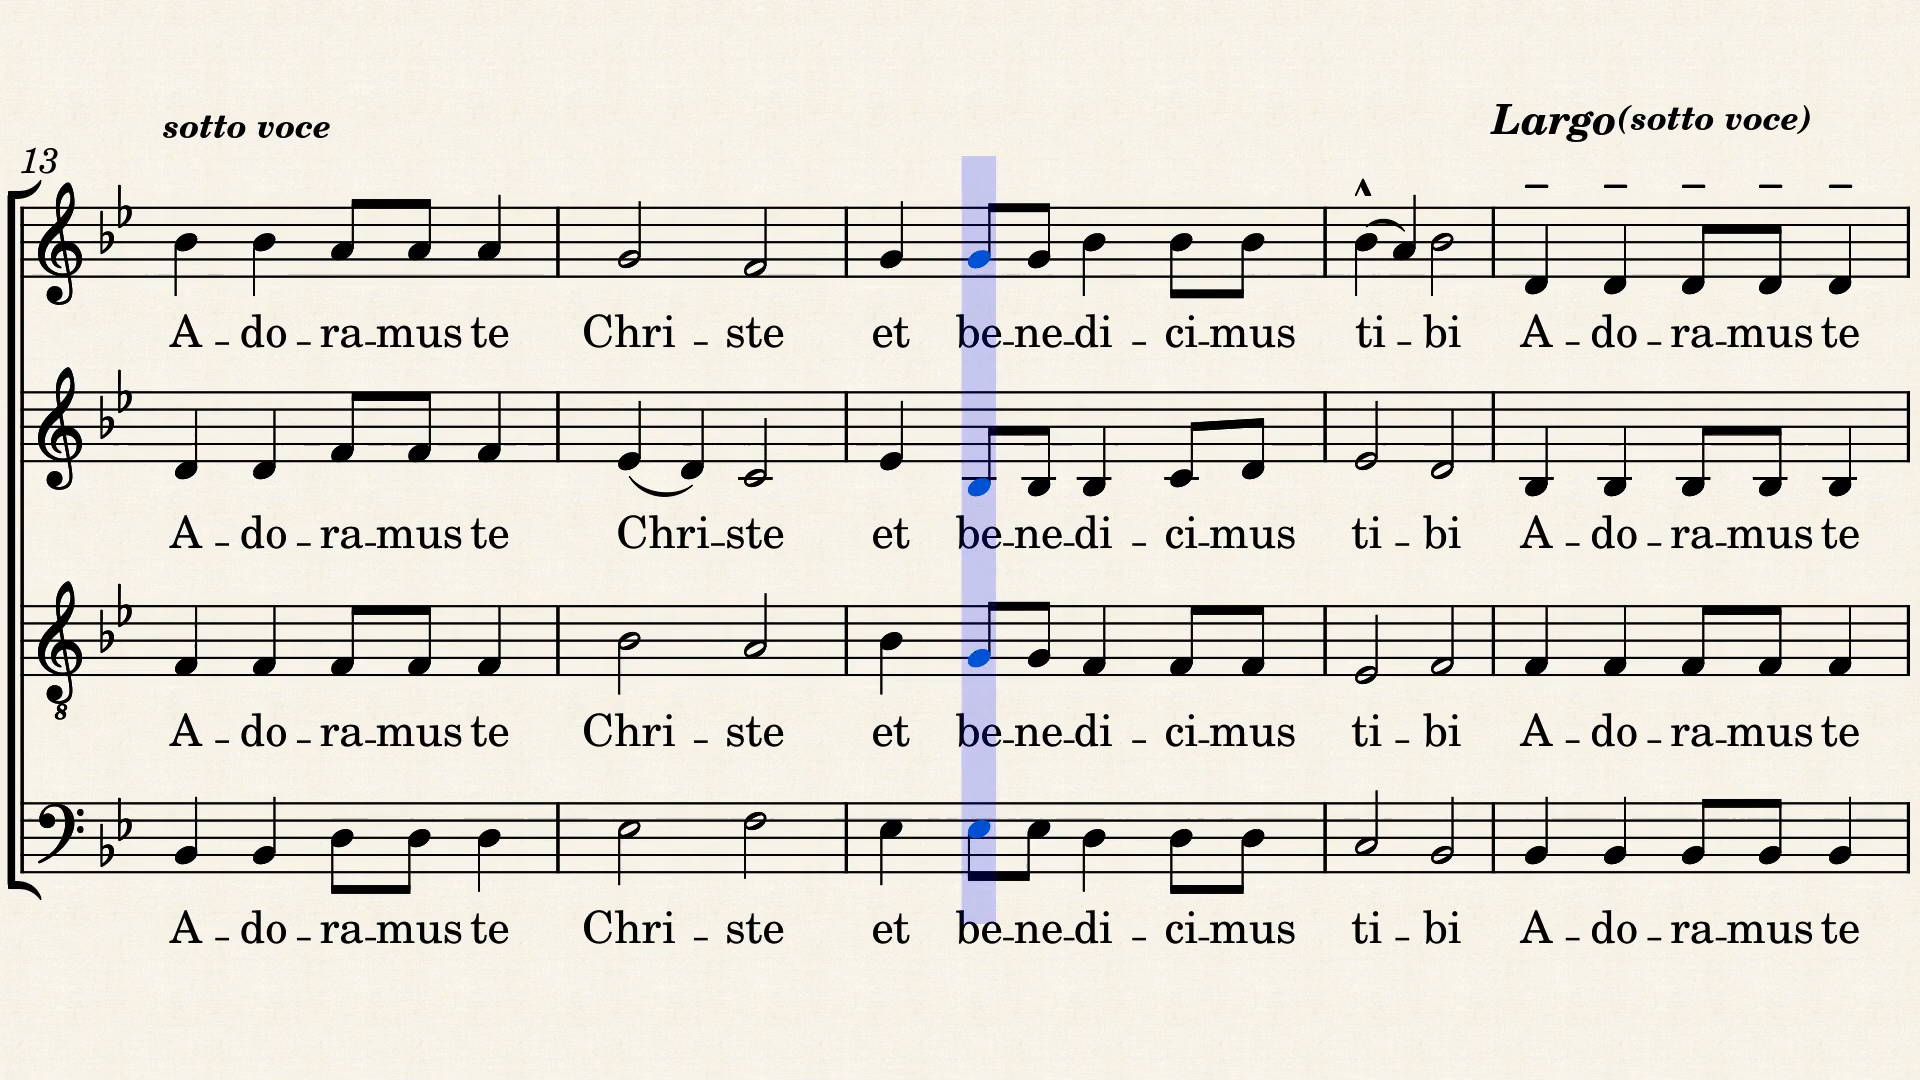 sotto voce
Largo(sotto voce)
13
A - do - ra-mus te Chri - ste et be-ne-di - ci-mus ti - bi A - do - ra-mus te
A - do - ra-mus te Chri-ste et be-ne-di - ci-mus ti - bi A - do - ra-mus te
8
A - do - ra-mus te Chri - ste et be-ne-di - ci-mus ti - bi A - do - ra-mus te
A - do - ra-mus te Chri - ste et be-ne-di - ci-mus ti - bi A - do - ra-mus te